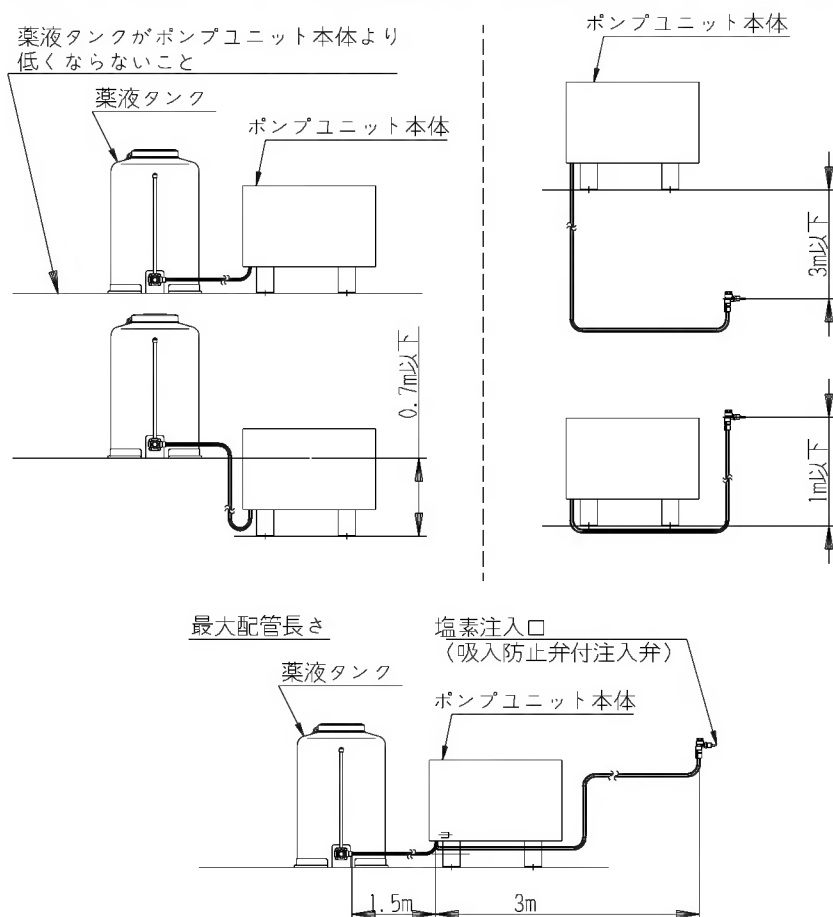 薬液タンクがポンプユニット本体より
低くならないこと
薬液タンク
ポンプユニット本体
0.7m以下
ポンプユニット本体
3m以下
1m以下
最大配管長さ
薬液タンク
塩素注入口
（吸入防止弁付注入弁）
ポンプユニット本体
1.5m
3m